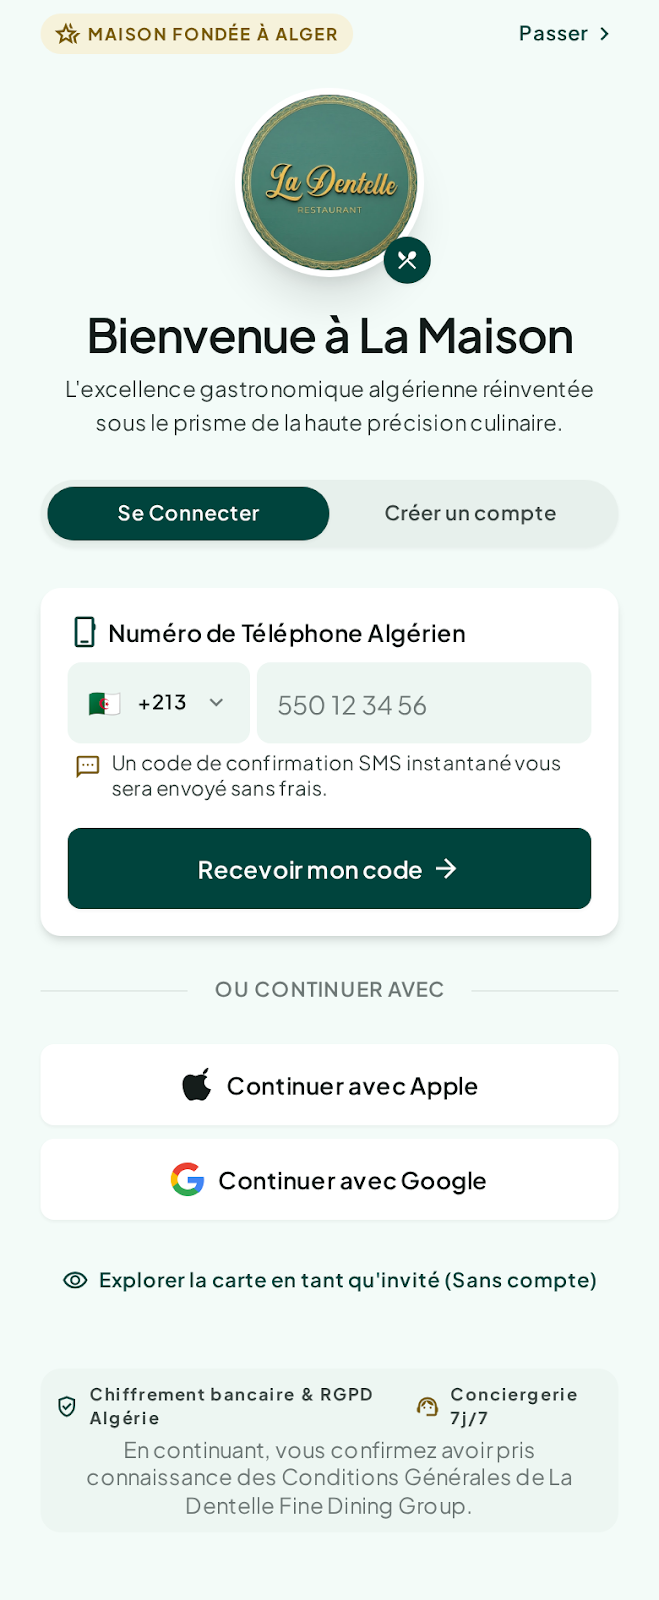 MAISON FONDÉE À ALGER
Passer
La Dentelle
RESTAURANT
Bienvenue à La Maison
L'excellence gastronomique algérienne réinventée
sous le prisme de la haute précision culinaire.
Se Connecter
Créer un compte
Numéro de Téléphone Algérien
+213
550 12 34 56
Un code de confirmation SMS instantané vous
sera envoyé sans frais.
Recevoir mon code
OU CONTINUER AVEC
Continuer avec Apple
Continuer avec Google
Explorer la carte en tant qu'invité (Sans compte)
Chiffrement bancaire & RGPD
Algérie
Conciergerie
7j/7
En continuant, vous confirmez avoir pris
connaissance des Conditions Générales de La
Dentelle Fine Dining Group.